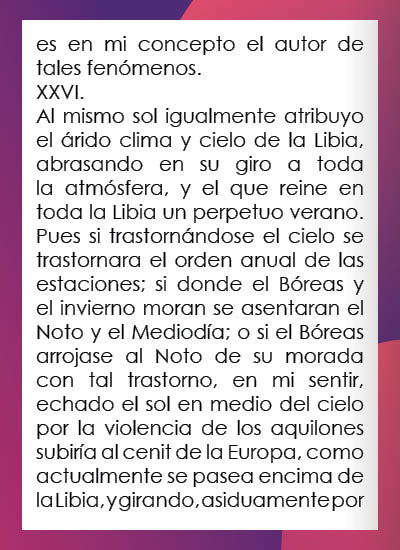 es en mi concepto el autor de
tales fenómenos.
XXVI.
Al mismo sol igualmente atribuyo
el árido clima y cielo de la Libia,
abrasando en su giro a toda
la atmósfera, y el que reine en
toda la Libia un perpetuo verano.
Pues si trastornándose el cielo se
trastornara el orden anual de las
estaciones; si donde el Bóreas y
el invierno moran se asentaran el
Noto y el Mediodía; o si el Bóreas
arrojase al Noto de su morada
con tal trastorno, en mi sentir,
echado el sol en medio del cielo
por la violencia de los aquilones
subiría al cenit de la Europa, como
actualmente se pasea encima de
la Libia, y girando, asiduamente por